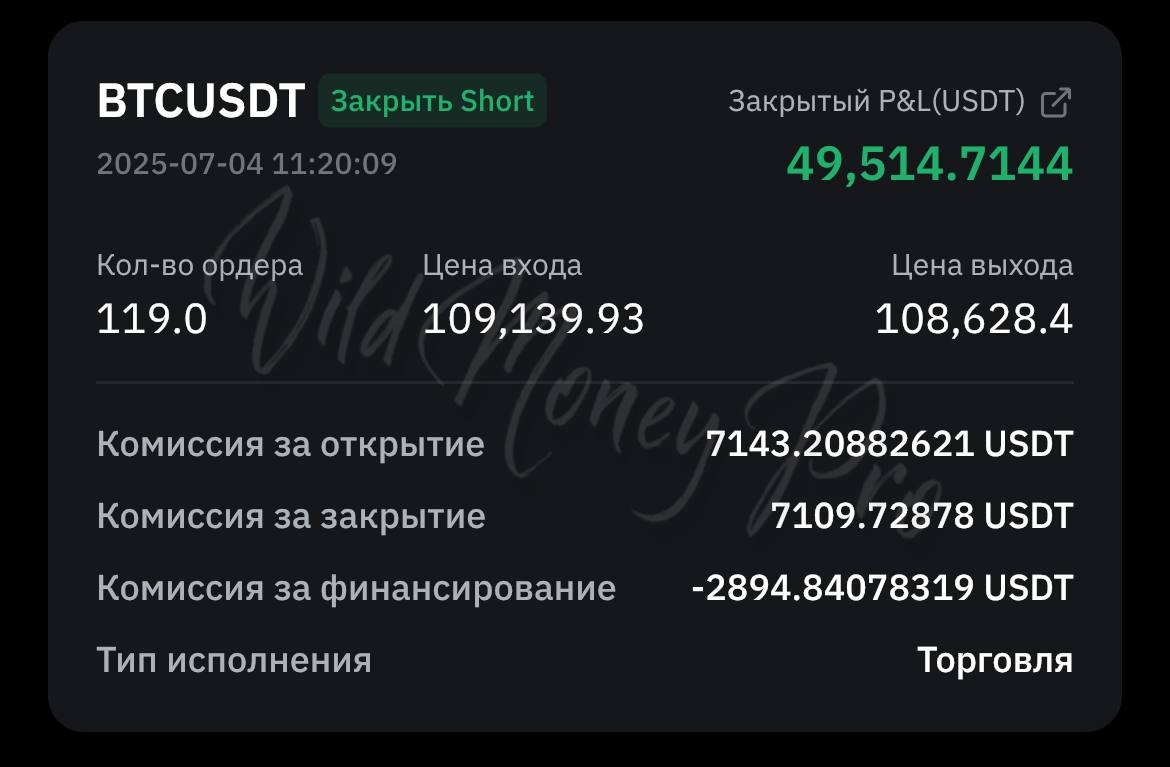 BTCUSDT Закрыть Short Закрытый P&L(USDT)
2025-07-04 11:20:09 49,514.7144
Кол-во ордера Цена входа Цена выхода
119.0 109,139.93 108,628.4
Wild Money Pro
Комиссия за открытие 7143.20882621 USDT
Комиссия за закрытие 7109.72878 USDT
Комиссия за финансирование -2894.84078319 USDT
Тип исполнения Торговля